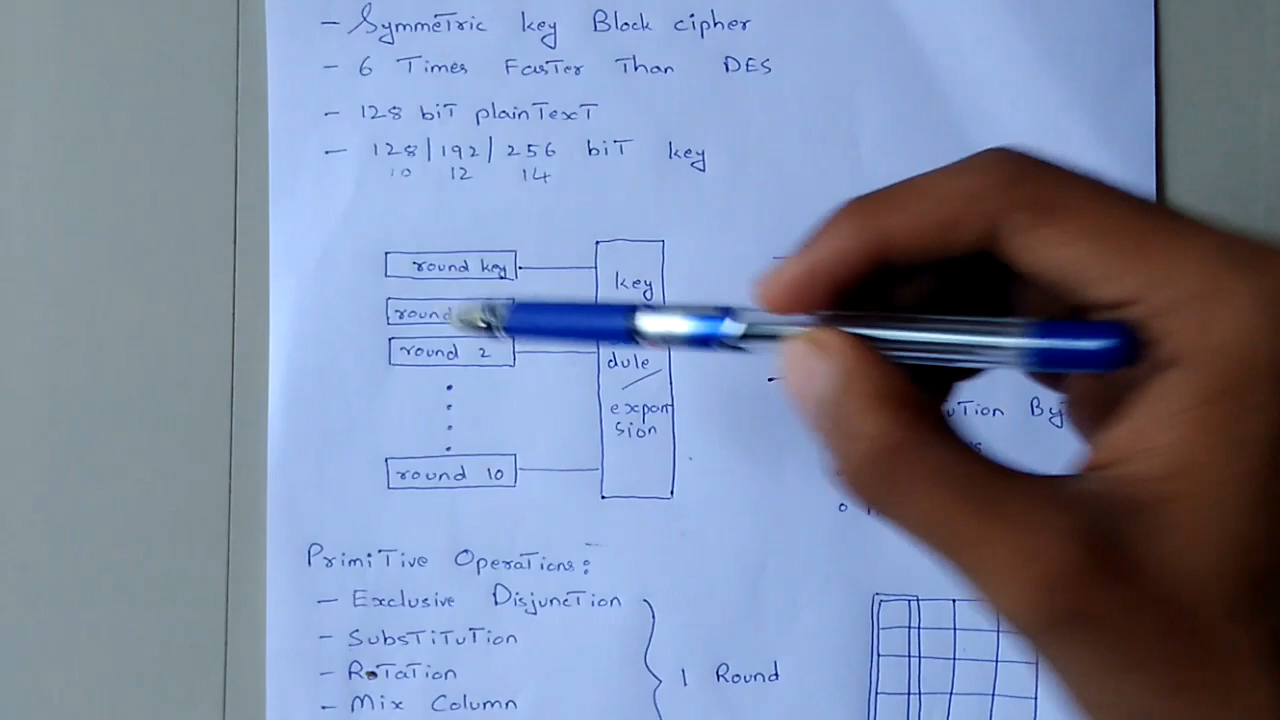 - Symmetric key Block cipher
- 6 Times Faster Than DES
- 128 biT plainTexT
- 128/192/256 biT key
10 12 14
round key
key
round
round 2
dule/
expan
sion
round 10
Primitive Operations:
- Exclusive Disjunction
- Substitution
- Rotation
- Mix Column
1 Round